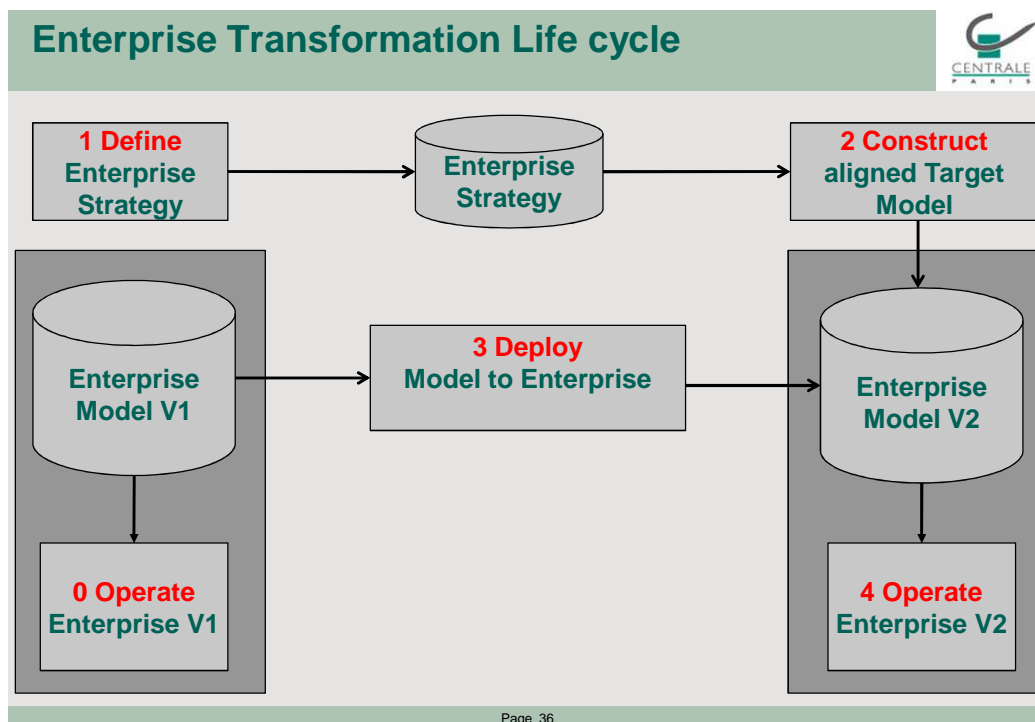 Enterprise Transformation Life cycle
CENTRALE
PARIS
1 Define
Enterprise
Strategy
Enterprise
Strategy
2 Construct
aligned Target
Model
Enterprise
Model V1
3 Deploy
Model to Enterprise
Enterprise
Model V2
0 Operate
Enterprise V1
4 Operate
Enterprise V2
Page 36